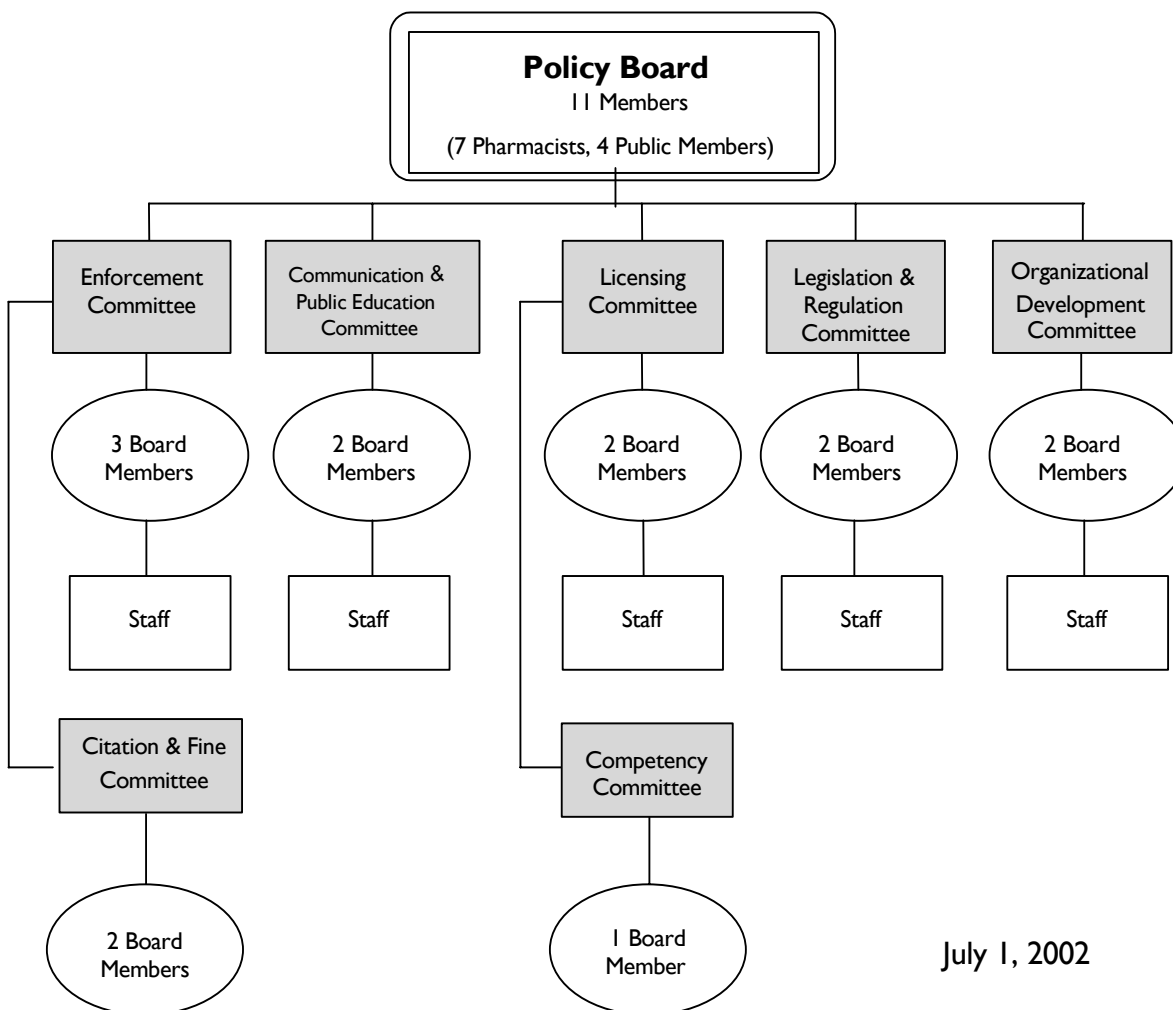 Policy Board
11 Members
(7 Pharmacists, 4 Public Members)
Enforcement
Committee
Communication &
Public Education
Committee
Licensing
Committee
Legislation &
Regulation
Committee
Organizational
Development
Committee
3 Board
Members
2 Board
Members
2 Board
Members
2 Board
Members
2 Board
Members
Staff
Staff
Staff
Staff
Staff
Citation & Fine
Committee
Competency
Committee
2 Board
Members
1 Board
Member
July 1, 2002